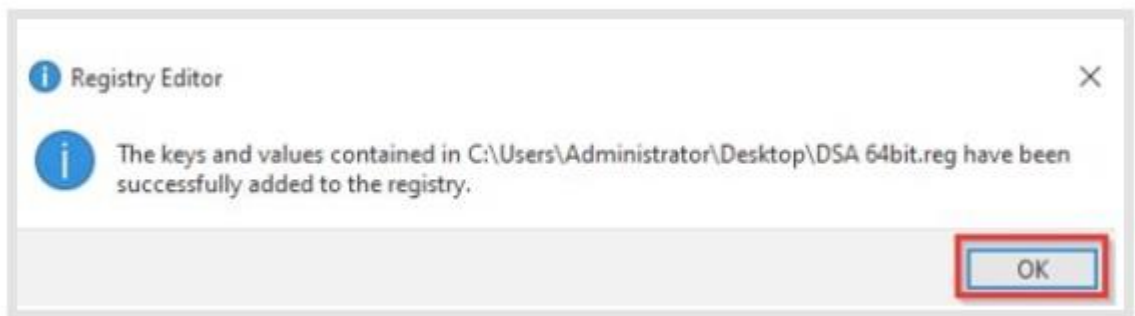 Registry Editor
The keys and values contained in C:\Users\Administrator\Desktop\DSA 64bit.reg have been
successfully added to the registry.
OK